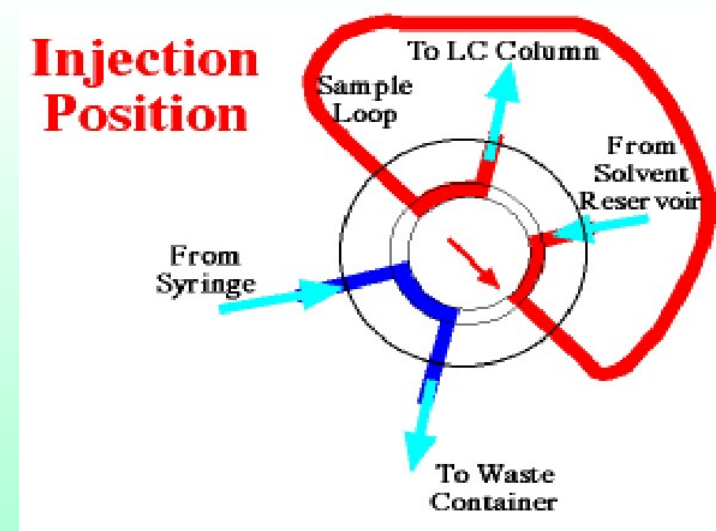 Injection
Position
To LC Column
Sample
Loop
From
Solvent
Reservoir
From
Syringe
To Waste
Container